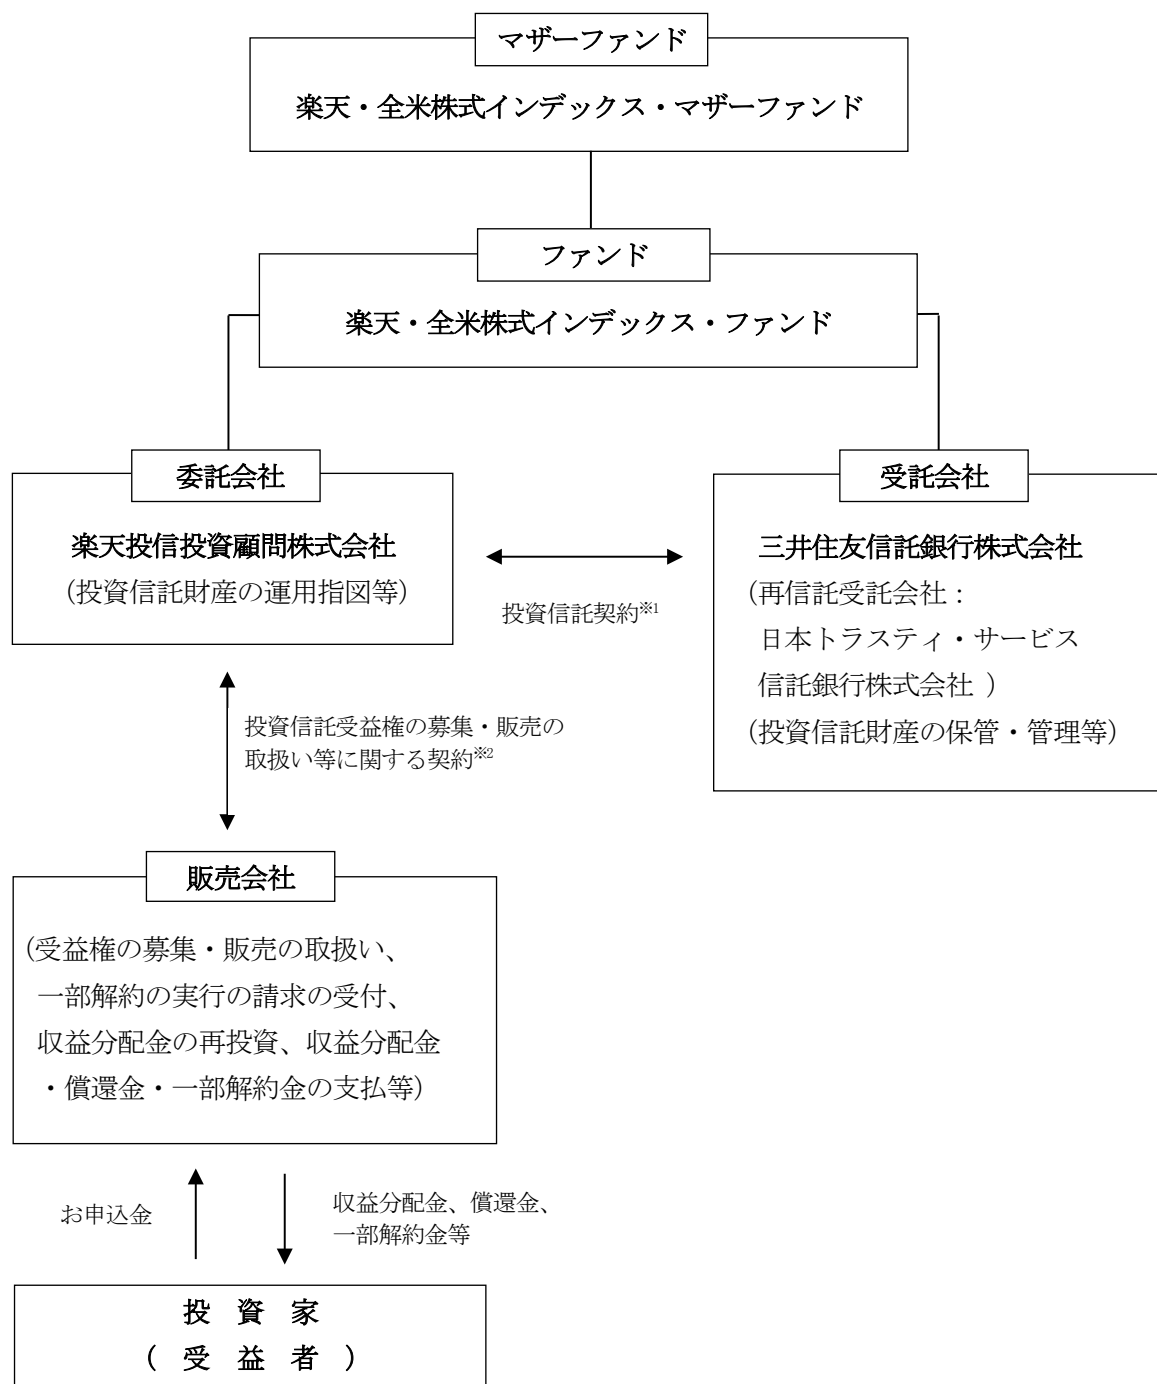 マザーファンド
楽天・全米株式インデックス・マザーファンド
ファンド
楽天・全米株式インデックス・ファンド
委託会社
楽天投信投資顧問株式会社
（投資信託財産の運用指図等）
投資信託契約※1
受託会社
三井住友信託銀行株式会社
（再信託受託会社：
日本トラスティ・サービス
信託銀行株式会社 ）
（投資信託財産の保管・管理等）
投資信託受益権の募集・販売の
取扱い等に関する契約※2
販売会社
（受益権の募集・販売の取扱い、
一部解約の実行の請求の受付、
収益分配金の再投資、収益分配金
・償還金・一部解約金の支払等）
お申込金
収益分配金、償還金、
一部解約金等
投 資 家
（ 受 益 者 ）